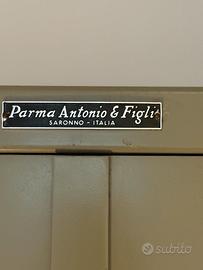 Parma Antonio & Figli
SARONNO - ITALIA
subito